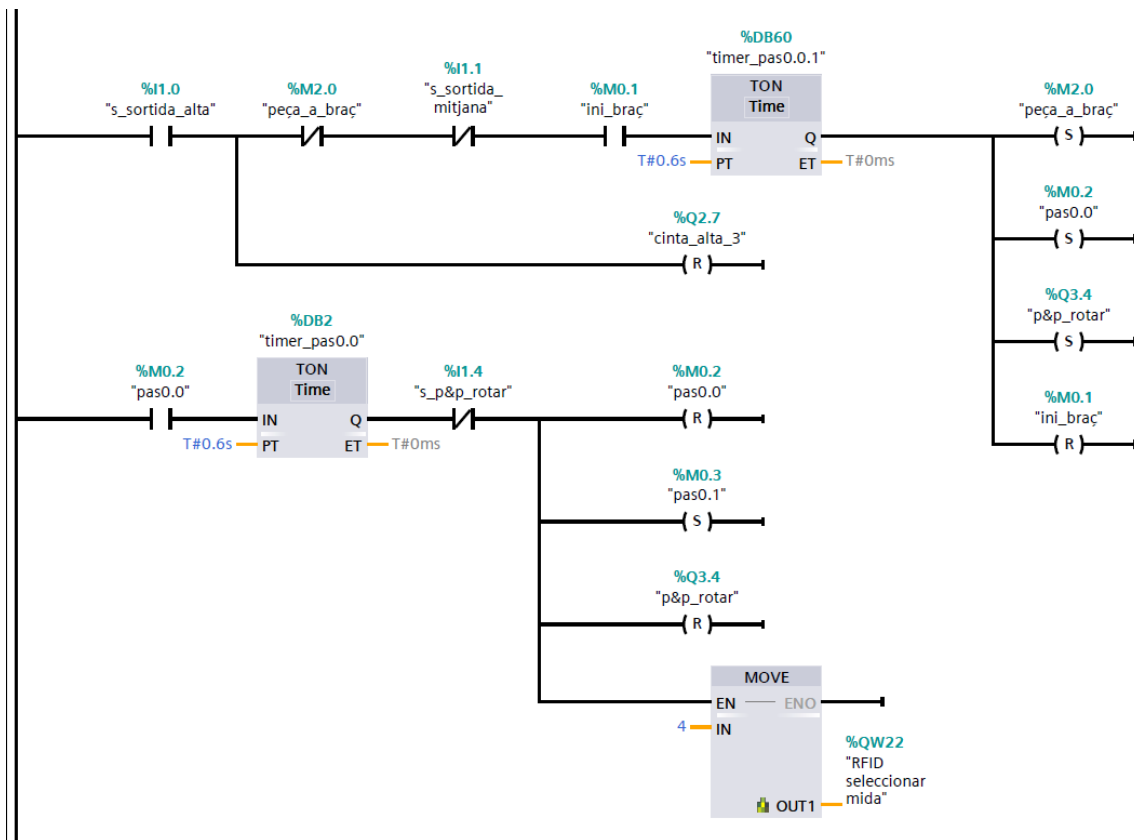 %DB60
"timer_pas0.0.1"
%I1.0
"s_sortida_alta"
%M2.0
"peça_a_braç"
%I1.1
"s_sortida_
mitjana"
%M0.1
"ini_braç"
TON
Time
IN
Q
T#0.6s
PT
ET
T#0ms
%M2.0
"peça_a_braç"
S
%Q2.7
"cinta_alta_3"
R
%M0.2
"pas0.0"
S
%Q3.4
"p&p_rotar"
S
%M0.1
"ini_braç"
R
%DB2
"timer_pas0.0"
%M0.2
"pas0.0"
TON
Time
IN
Q
T#0.6s
PT
ET
T#0ms
%I1.4
"s_p&p_rotar"
%M0.2
"pas0.0"
R
%M0.3
"pas0.1"
S
%Q3.4
"p&p_rotar"
R
MOVE
EN
ENO
4
IN
OUT1
%QW22
"RFID
seleccionar
mida"